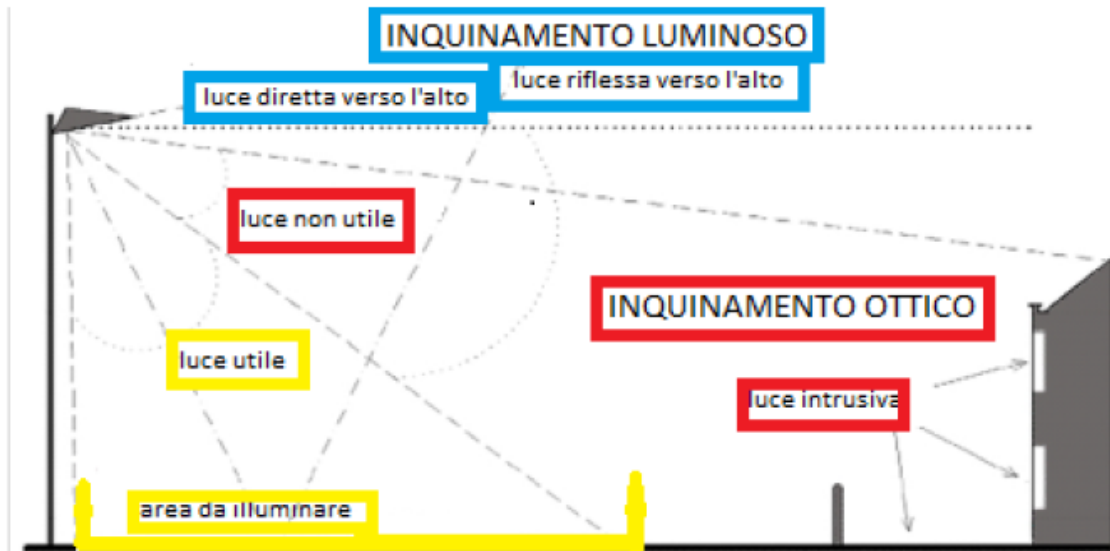 INQUINAMENTO LUMINOSO
luce diretta verso l'alto
luce riflessa verso l'alto
luce non utile
INQUINAMENTO OTTICO
luce utile
luce intrusiva
area da illuminare